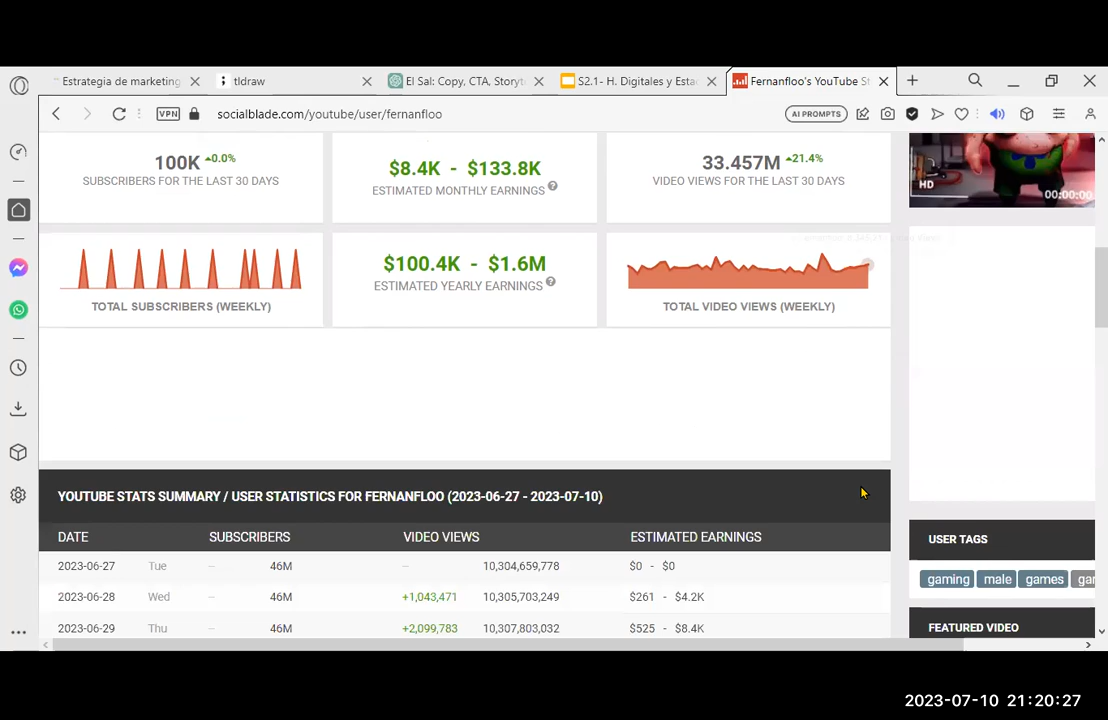 Estrategia de marketing
tldraw
El Sal: Copy, CTA, Storyt
S2.1- H. Digitales y Esta
Fernanfloo's YouTube St
VPN
socialblade.com/youtube/user/fernanfloo
AI PROMPTS
100K 0.0%
SUBSCRIBERS FOR THE LAST 30 DAYS
$8.4K - $133.8K
ESTIMATED MONTHLY EARNINGS
33.457M 21.4%
VIDEO VIEWS FOR THE LAST 30 DAYS
HD
00:00:00
TOTAL SUBSCRIBERS (WEEKLY)
$100.4K - $1.6M
ESTIMATED YEARLY EARNINGS
TOTAL VIDEO VIEWS (WEEKLY)
YOUTUBE STATS SUMMARY / USER STATISTICS FOR FERNANFLOO (2023-06-27 - 2023-07-10)
DATE SUBSCRIBERS VIDEO VIEWS ESTIMATED EARNINGS
2023-06-27 Tue -- 46M -- 10,304,659,778 $0 - $0
2023-06-28 Wed -- 46M +1,043,471 10,305,703,249 $261 - $4.2K
2023-06-29 Thu -- 46M +2,099,783 10,307,803,032 $525 - $8.4K
USER TAGS
gaming male games gar
FEATURED VIDEO
2023-07-10 21:20:27